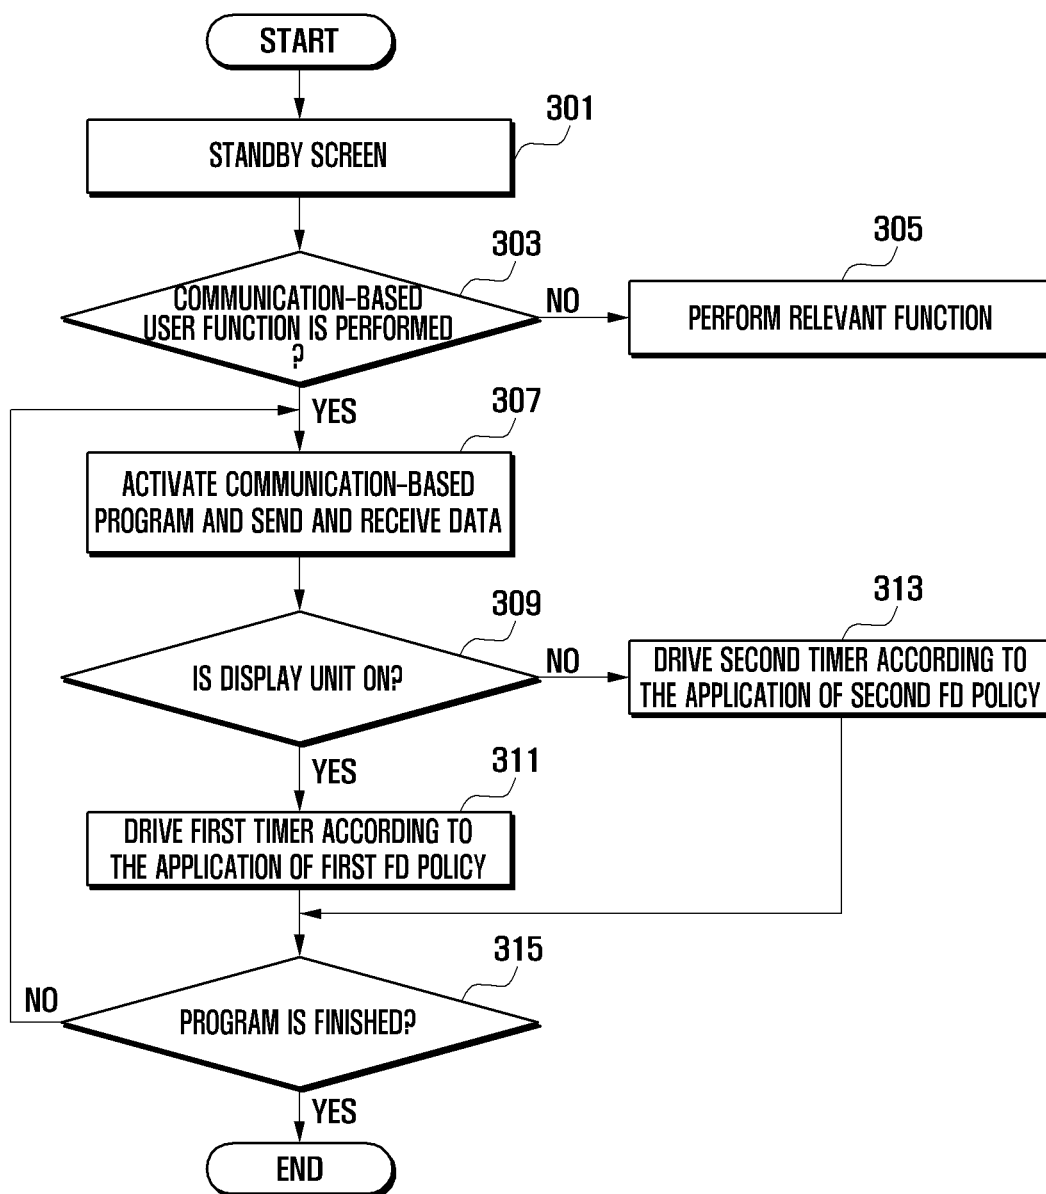 START
301
STANDBY SCREEN
303
305
COMMUNICATION-BASED
USER FUNCTION IS PERFORMED
?
NO
PERFORM RELEVANT FUNCTION
YES
307
ACTIVATE COMMUNICATION-BASED
PROGRAM AND SEND AND RECEIVE DATA
309
313
IS DISPLAY UNIT ON?
NO
DRIVE SECOND TIMER ACCORDING TO
THE APPLICATION OF SECOND FD POLICY
YES
311
DRIVE FIRST TIMER ACCORDING TO
THE APPLICATION OF FIRST FD POLICY
315
NO
PROGRAM IS FINISHED?
YES
END